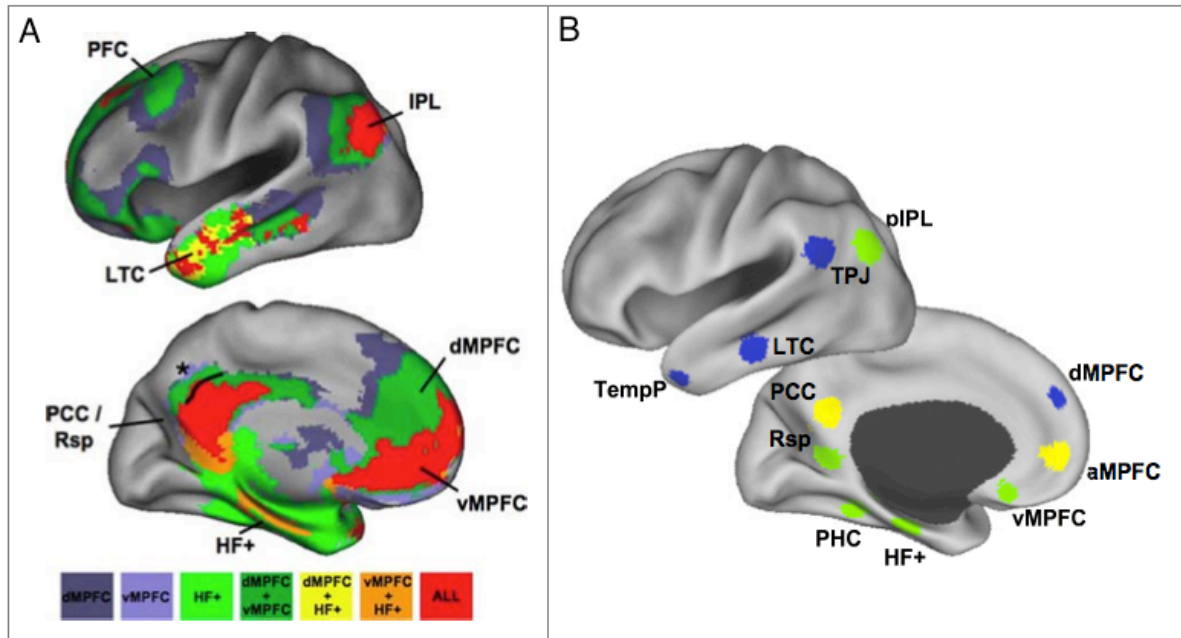 A
PFC
IPL
LTC
dMPFC
*
PCC /
Rsp
vMPFC
HF+
dMPFC
vMPFC
HF+
dMPFC
+
vMPFC
dMPFC
+
HF+
vMPFC
+
HF+
ALL
B
pIPL
TPJ
LTC
TempP
PCC
dMPFC
Rsp
aMPFC
vMPFC
PHC
HF+